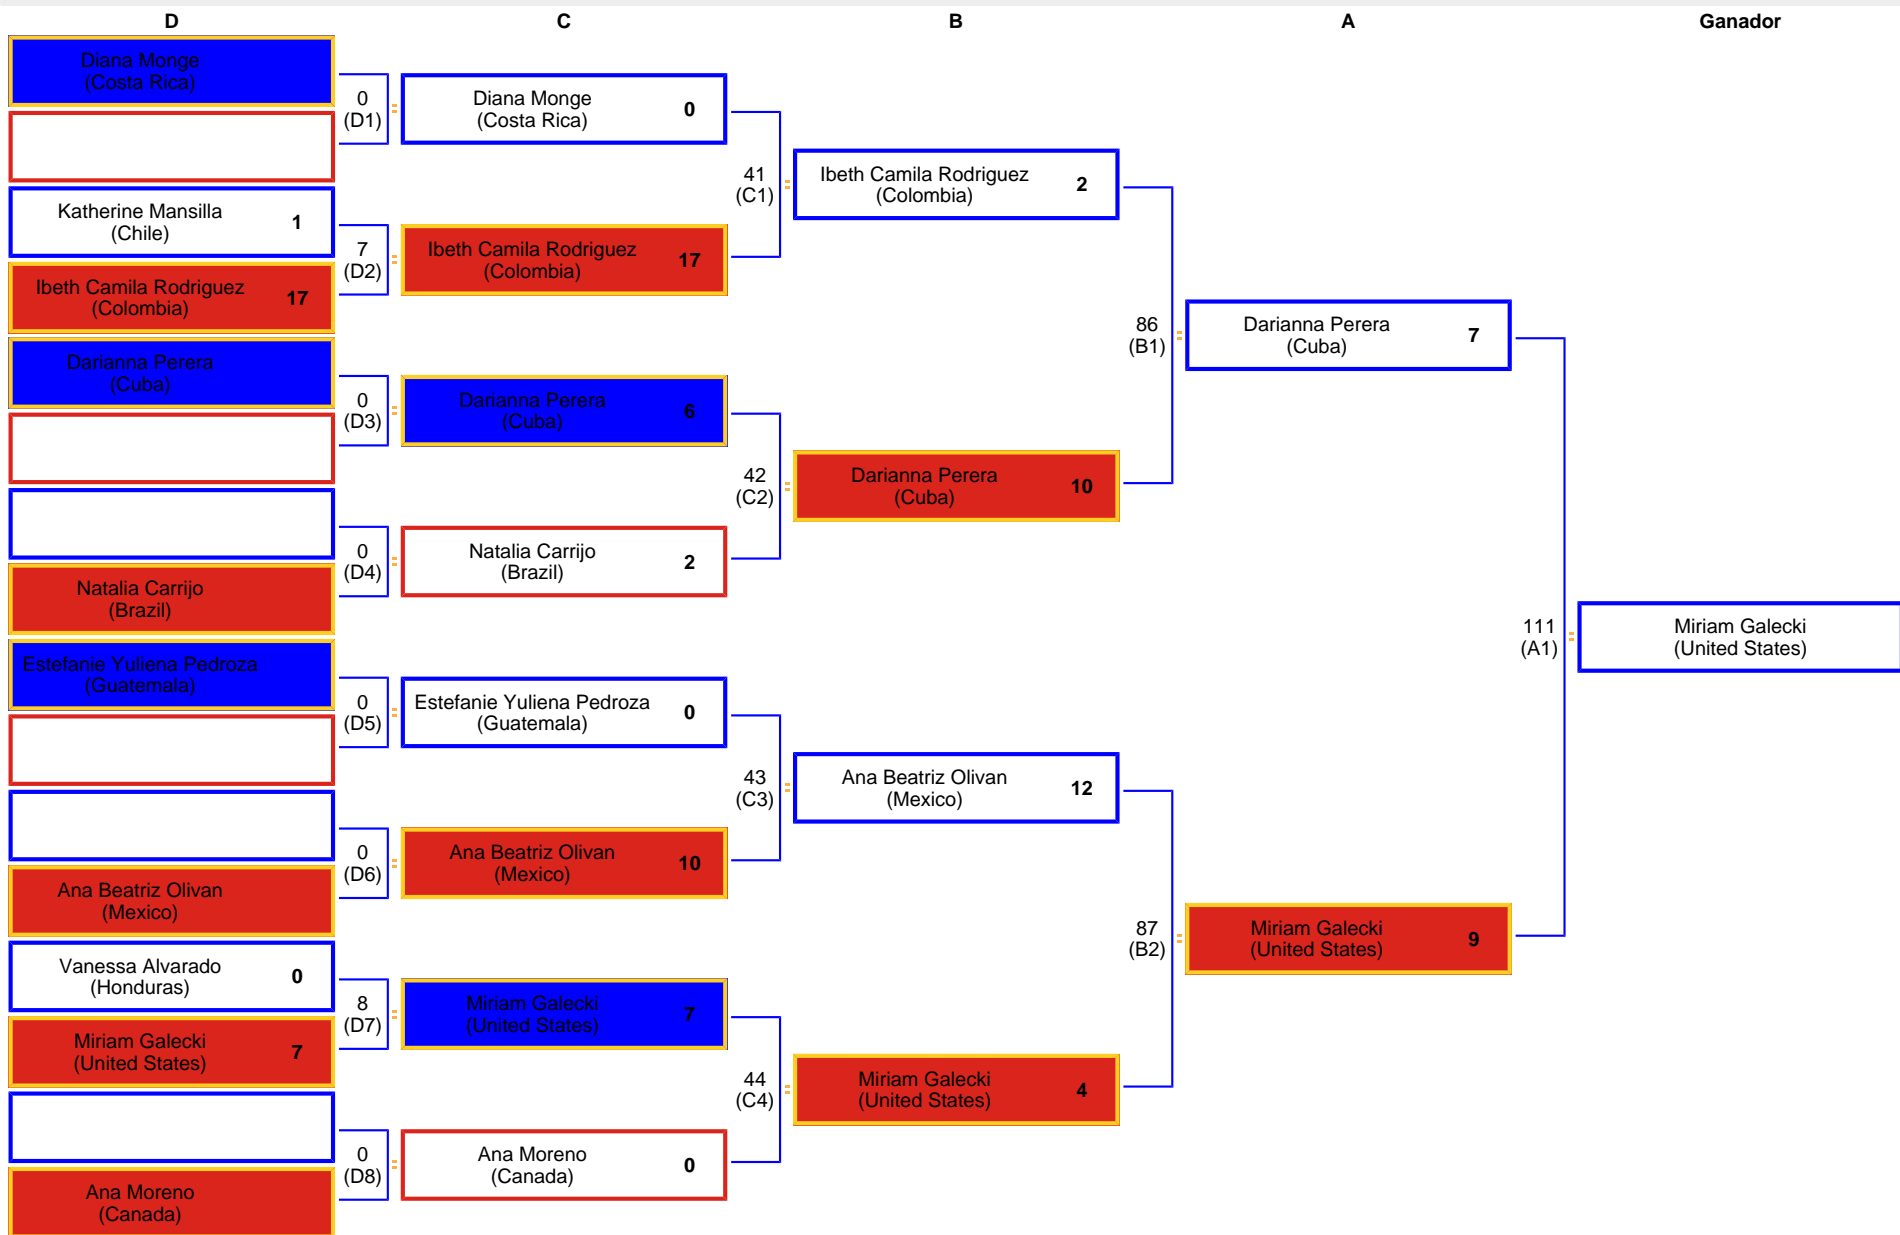 D
C
B
A
Ganador
Diana Monge
(Costa Rica)
0
(D1)
Katherine Mansilla
(Chile)
1
7
(D2)
Ibeth Camila Rodriguez
(Colombia)
17
Darianna Perera
(Cuba)
0
(D3)
0
(D4)
Natalia Carrijo
(Brazil)
Estefanie Yuliena Pedroza
(Guatemala)
0
(D5)
0
(D6)
Ana Beatriz Olivan
(Mexico)
Vanessa Alvarado
(Honduras)
0
8
(D7)
Miriam Galecki
(United States)
7
0
(D8)
Ana Moreno
(Canada)
Diana Monge
(Costa Rica)
0
41
(C1)
Ibeth Camila Rodriguez
(Colombia)
17
Darianna Perera
(Cuba)
6
42
(C2)
Natalia Carrijo
(Brazil)
2
Estefanie Yuliena Pedroza
(Guatemala)
0
43
(C3)
Ana Beatriz Olivan
(Mexico)
10
Miriam Galecki
(United States)
7
44
(C4)
Ana Moreno
(Canada)
0
Ibeth Camila Rodriguez
(Colombia)
2
86
(B1)
Darianna Perera
(Cuba)
10
Ana Beatriz Olivan
(Mexico)
12
87
(B2)
Miriam Galecki
(United States)
4
Darianna Perera
(Cuba)
7
111
(A1)
Miriam Galecki
(United States)
9
Miriam Galecki
(United States)